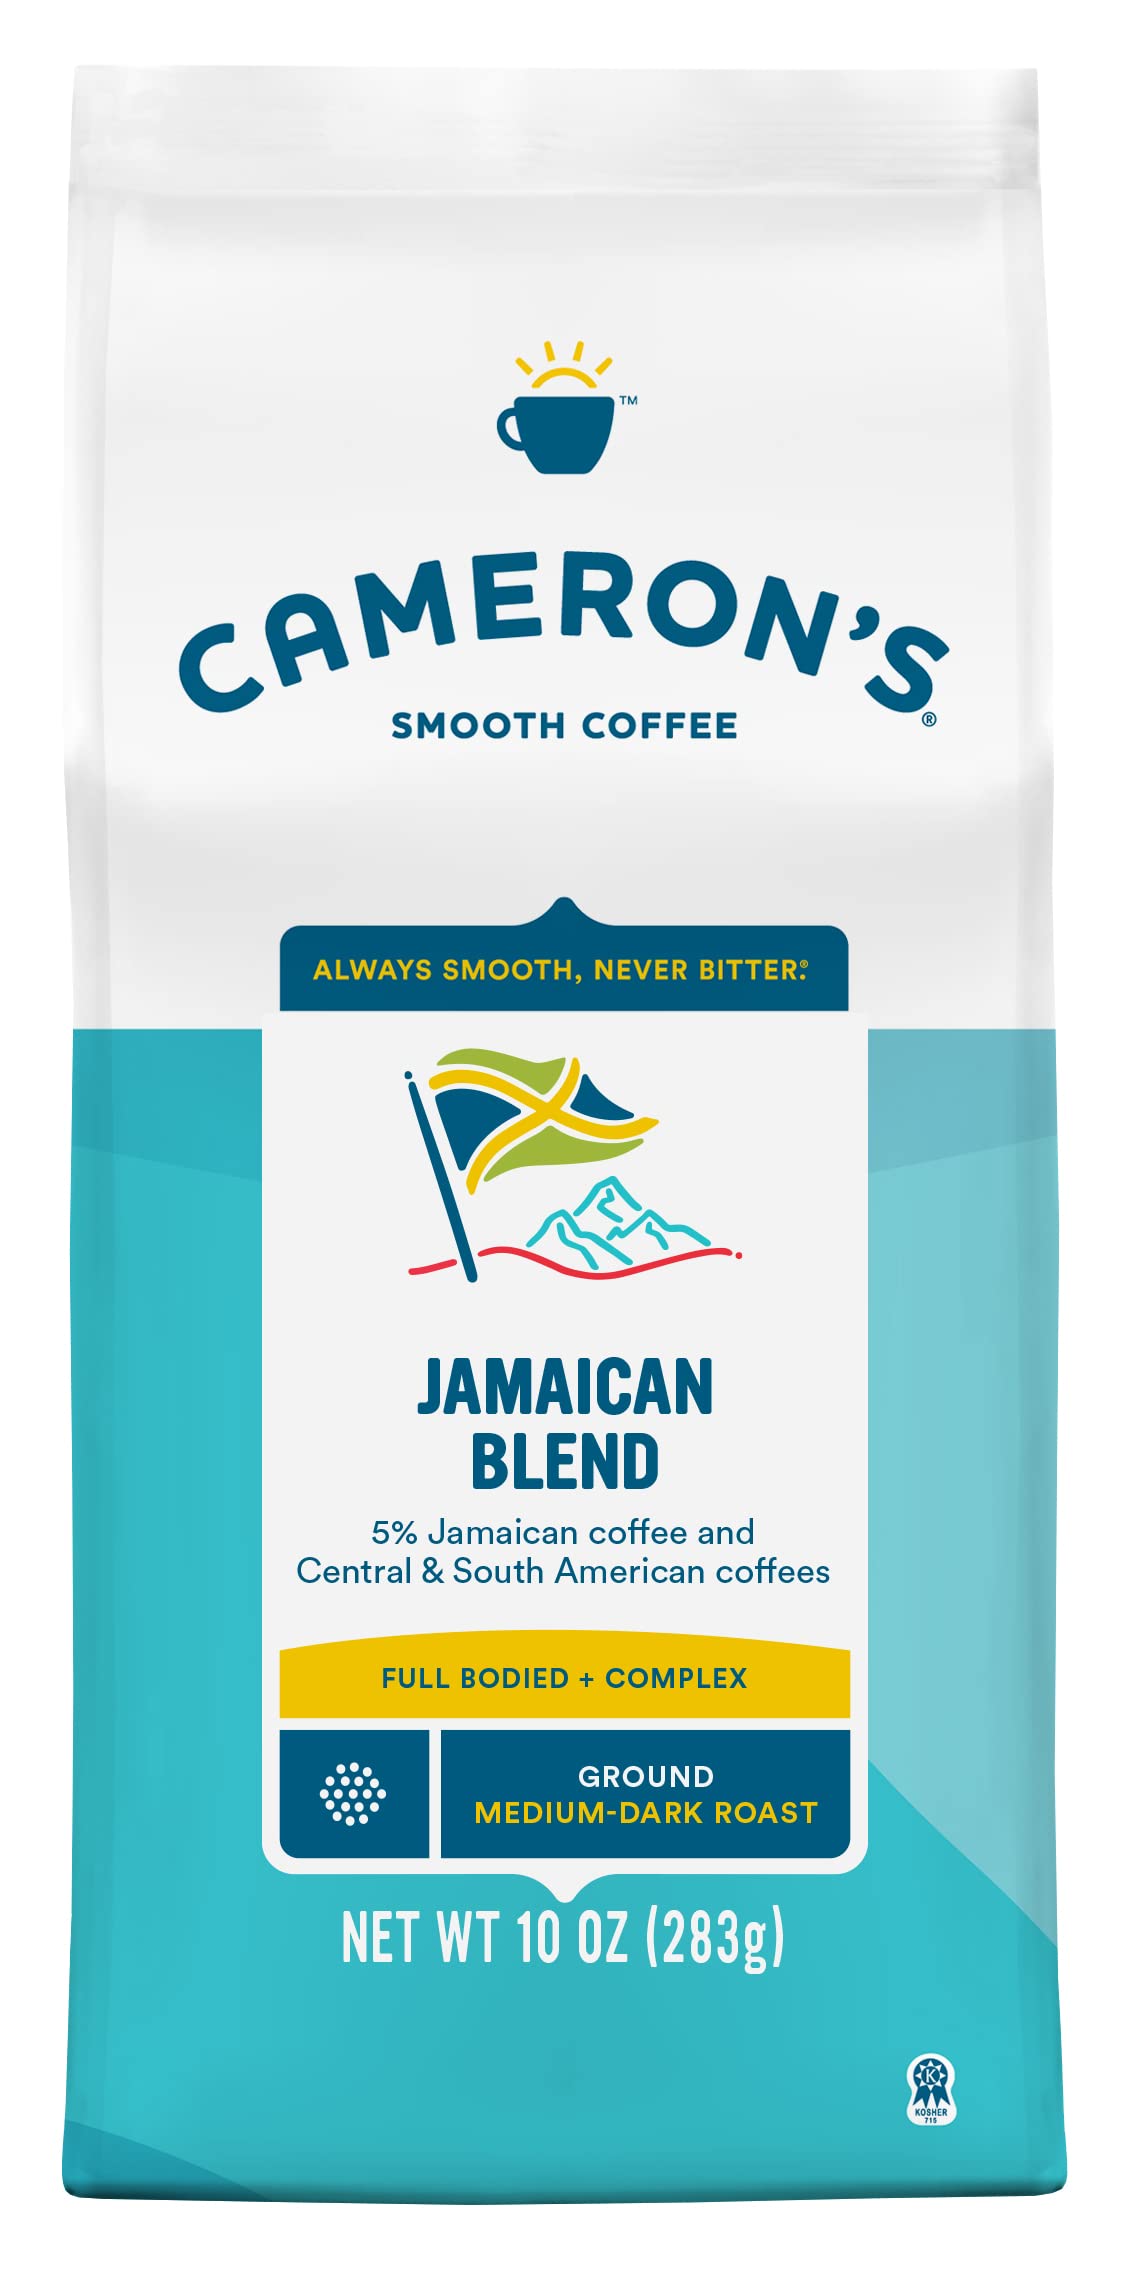 ™
CAMERON'S®
SMOOTH COFFEE
ALWAYS SMOOTH, NEVER BITTER.®
JAMAICAN
BLEND
5% Jamaican coffee and
Central & South American coffees
FULL BODIED + COMPLEX
GROUND
MEDIUM-DARK ROAST
NET WT 10 OZ (283g)
K
KOSHER
715